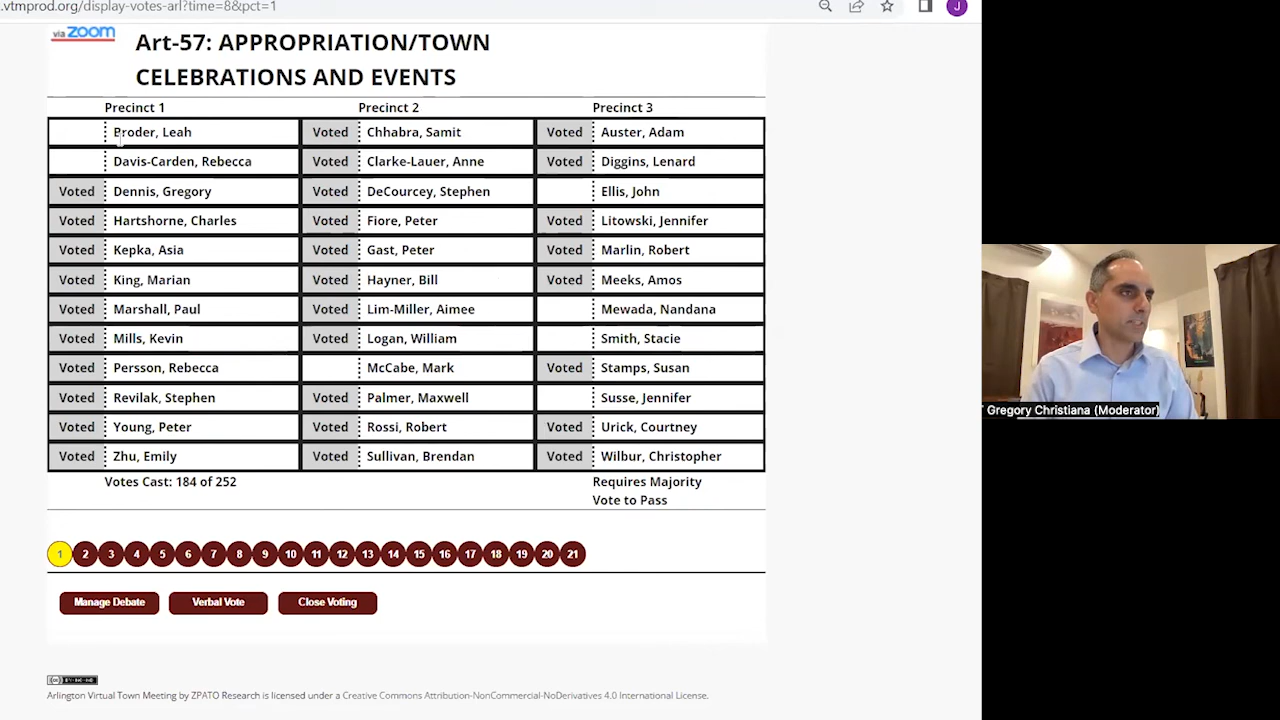 .vtmprod.org/display-votes-arl?time=8&pct=1
J
via zoom
Art-57: APPROPRIATION/TOWN
CELEBRATIONS AND EVENTS
Precinct 1 Precinct 2 Precinct 3
Broder, Leah Voted Chhabra, Samit Voted Auster, Adam
Davis-Carden, Rebecca Voted Clarke-Lauer, Anne Voted Diggins, Lenard
Voted Dennis, Gregory Voted DeCourcey, Stephen Ellis, John
Voted Hartshorne, Charles Voted Fiore, Peter Voted Litowski, Jennifer
Voted Kepka, Asia Voted Gast, Peter Voted Marlin, Robert
Voted King, Marian Voted Hayner, Bill Voted Meeks, Amos
Voted Marshall, Paul Voted Lim-Miller, Aimee Mewada, Nandana
Voted Mills, Kevin Voted Logan, William Smith, Stacie
Voted Persson, Rebecca McCabe, Mark Voted Stamps, Susan
Voted Revilak, Stephen Voted Palmer, Maxwell Susse, Jennifer
Voted Young, Peter Voted Rossi, Robert Voted Urick, Courtney
Voted Zhu, Emily Voted Sullivan, Brendan Voted Wilbur, Christopher
Votes Cast: 184 of 252 Requires Majority
Vote to Pass
1 2 3 4 5 6 7 8 9 10 11 12 13 14 15 16 17 18 19 20 21
Manage Debate Verbal Vote Close Voting
Arlington Virtual Town Meeting by ZPATO Research is licensed under a Creative Commons Attribution-NonCommercial-NoDerivatives 4.0 International License.
Gregory Christiana (Moderator)